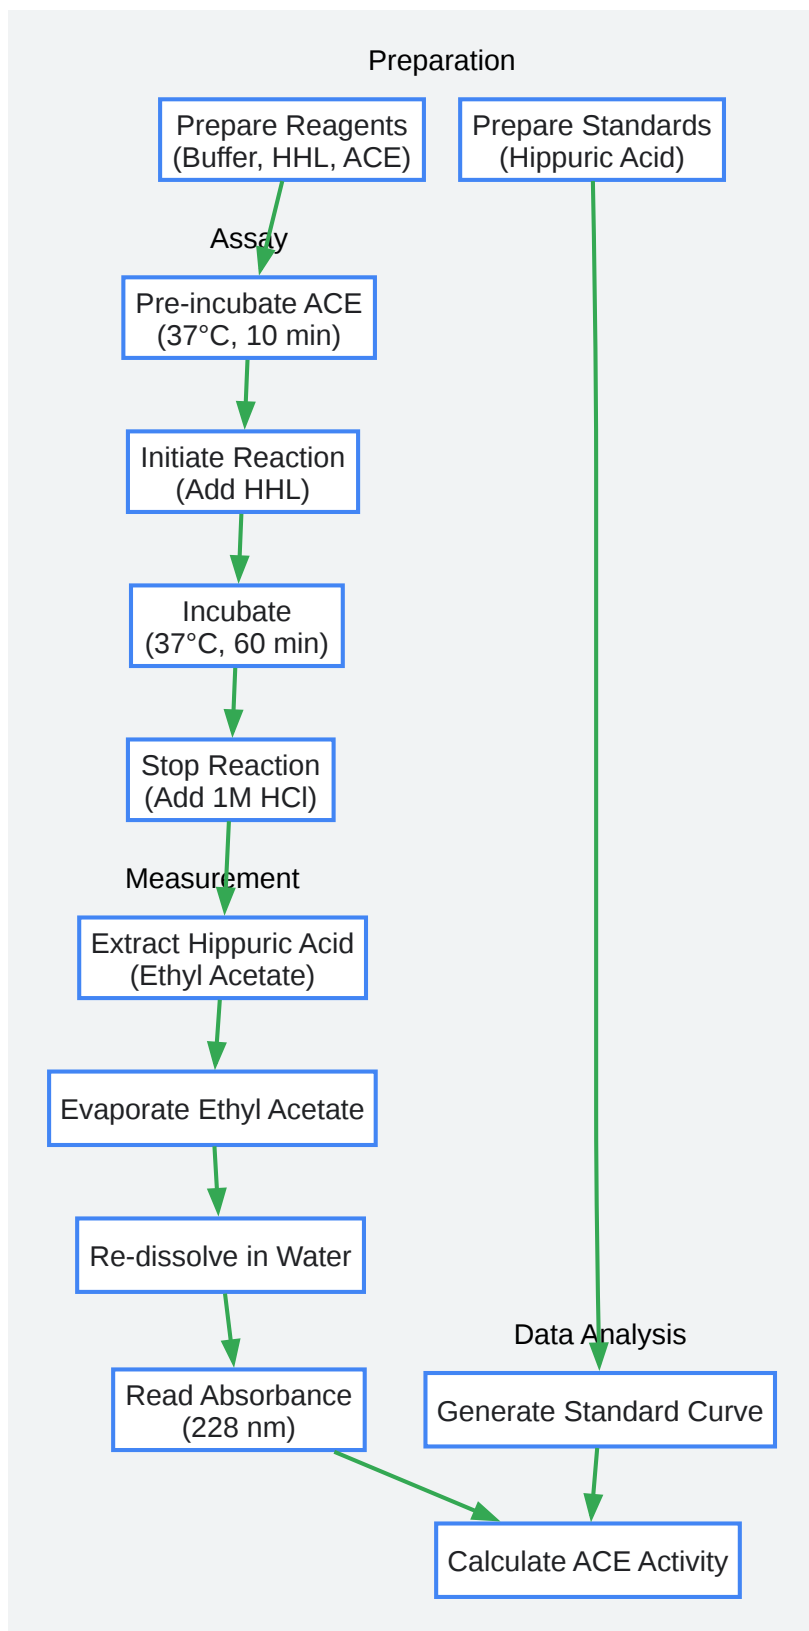 Preparation
Prepare Reagents
(Buffer, HHL, ACE)
Prepare Standards
(Hippuric Acid)
Assay
Pre-incubate ACE
(37°C, 10 min)
Initiate Reaction
(Add HHL)
Incubate
(37°C, 60 min)
Stop Reaction
(Add 1M HCl)
Measurement
Extract Hippuric Acid
(Ethyl Acetate)
Evaporate Ethyl Acetate
Re-dissolve in Water
Read Absorbance
(228 nm)
Data Analysis
Generate Standard Curve
Calculate ACE Activity